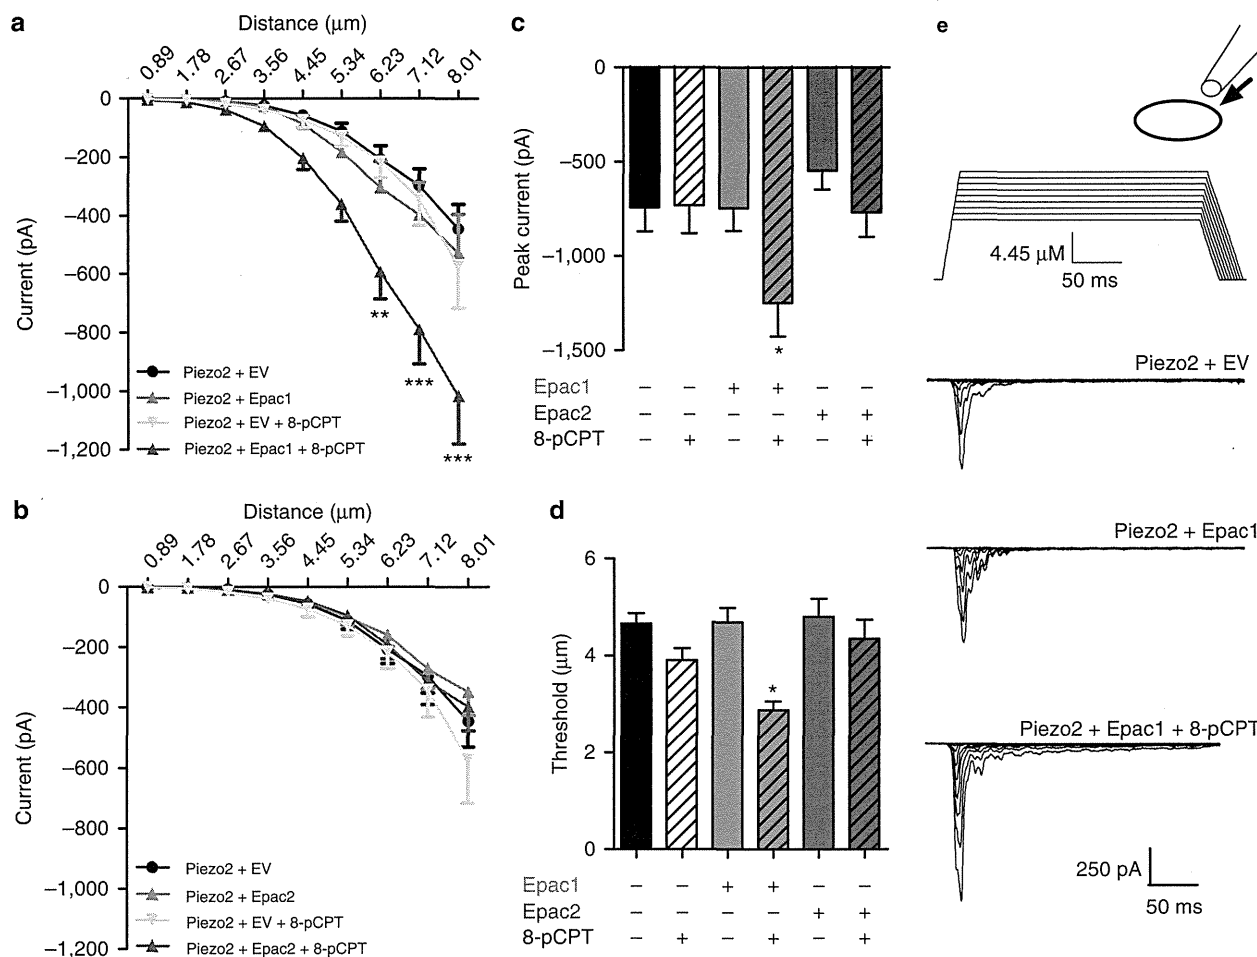 a
Distance (μm)
0.89 1.78 2.67 3.56 4.45 5.34 6.23 7.12 8.01
0
−200
−400
−600
−800
−1,000
−1,200
Current (pA)
**
***
***
Piezo2 + EV
Piezo2 + Epac1
Piezo2 + EV + 8-pCPT
Piezo2 + Epac1 + 8-pCPT
b
Distance (μm)
0.89 1.78 2.67 3.56 4.45 5.34 6.23 7.12 8.01
0
−200
−400
−600
−800
−1,000
−1,200
Current (pA)
Piezo2 + EV
Piezo2 + Epac2
Piezo2 + EV + 8-pCPT
Piezo2 + Epac2 + 8-pCPT
c
0
−500
−1,000
−1,500
Peak current (pA)
*
Epac1 − − + + − −
Epac2 − − − − + +
8-pCPT − + − + − +
d
6
4
2
0
Threshold (μm)
*
Epac1 − − + + − −
Epac2 − − − − + +
8-pCPT − + − + − +
e
4.45 μM
50 ms
Piezo2 + EV
Piezo2 + Epac1
Piezo2 + Epac1 + 8-pCPT
250 pA
50 ms